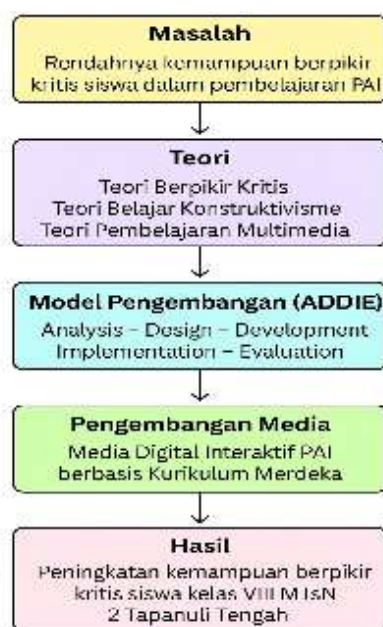 Masalah
Rendahnya kemampuan berpikir
kritis siswa dalam pembelajaran PAI
Teori
Teori Berpikir Kritis
Teori Belajar Konstruktivisme
Teori Pembelajaran Multimedia
Model Pengembangan (ADDIE)
Analysis – Design – Development
Implementation – Evaluation
Pengembangan Media
Media Digital Interaktif PAI
berbasis Kurikulum Merdeka
Hasil
Peningkatan kemampuan berpikir
kritis siswa kelas VIII MTsN
2 Tapanuli Tengah